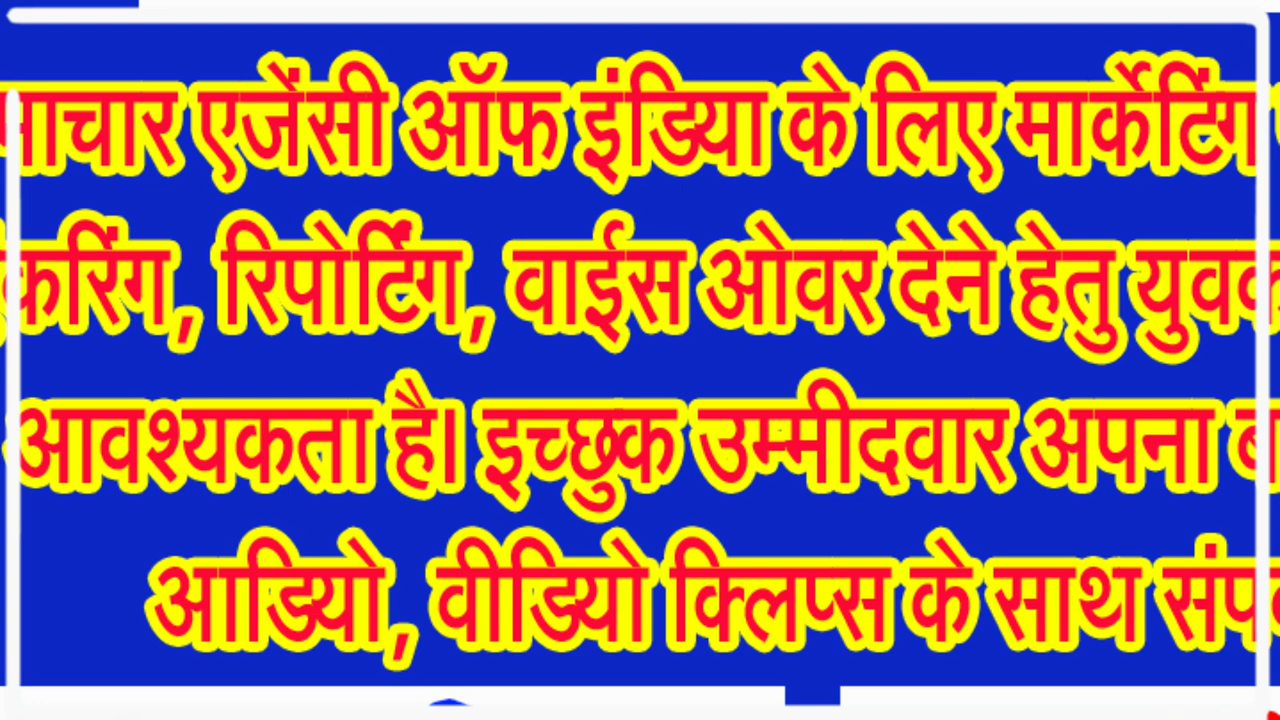 माचार एजेंसी ऑफ इंडिया के लिए मार्केटिंग
करिंग, रिपोर्टिंग, वाईस ओवर देने हेतु युवक
आवश्यकता है। इच्छुक उम्मीदवार अपना
आडियो, वीडियो क्लिप्स के साथ